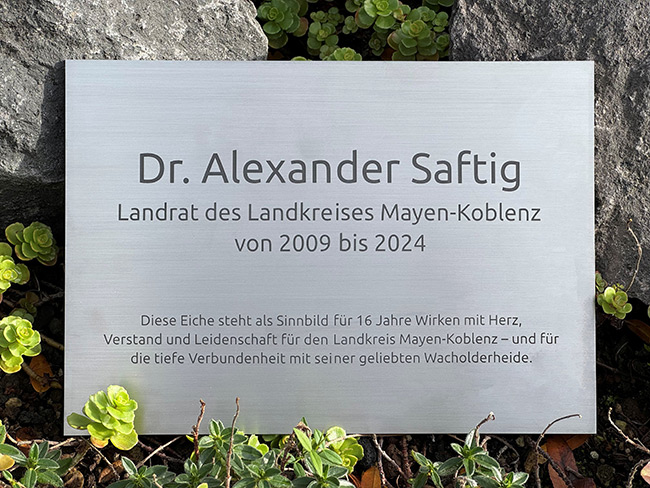 Dr. Alexander Saftig
Landrat des Landkreises Mayen-Koblenz
von 2009 bis 2024
Diese Eiche steht als Sinnbild für 16 Jahre Wirken mit Herz,
Verstand und Leidenschaft für den Landkreis Mayen-Koblenz – und für
die tiefe Verbundenheit mit seiner geliebten Wacholderheide.